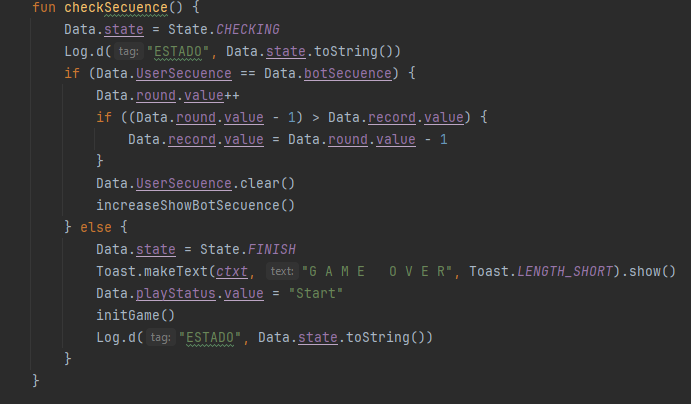 fun checkSecuence() {
    Data.state = State.CHECKING
    Log.d( tag: "ESTADO", Data.state.toString())
    if (Data.UserSecuence == Data.botSecuence) {
        Data.round.value++
        if ((Data.round.value - 1) > Data.record.value) {
            Data.record.value = Data.round.value - 1
        }
        Data.UserSecuence.clear()
        increaseShowBotSecuence()
    } else {
        Data.state = State.FINISH
        Toast.makeText(ctxt, text: "G A M E   O V E R", Toast.LENGTH_SHORT).show()
        Data.playStatus.value = "Start"
        initGame()
        Log.d( tag: "ESTADO", Data.state.toString())
    }
}